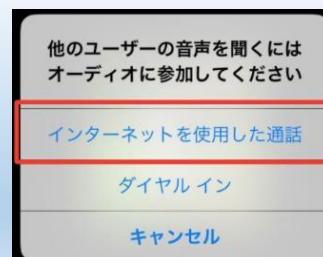 他のユーザーの音声を聞くには
オーディオに参加してください
インターネットを使用した通話
ダイヤル イン
キャンセル